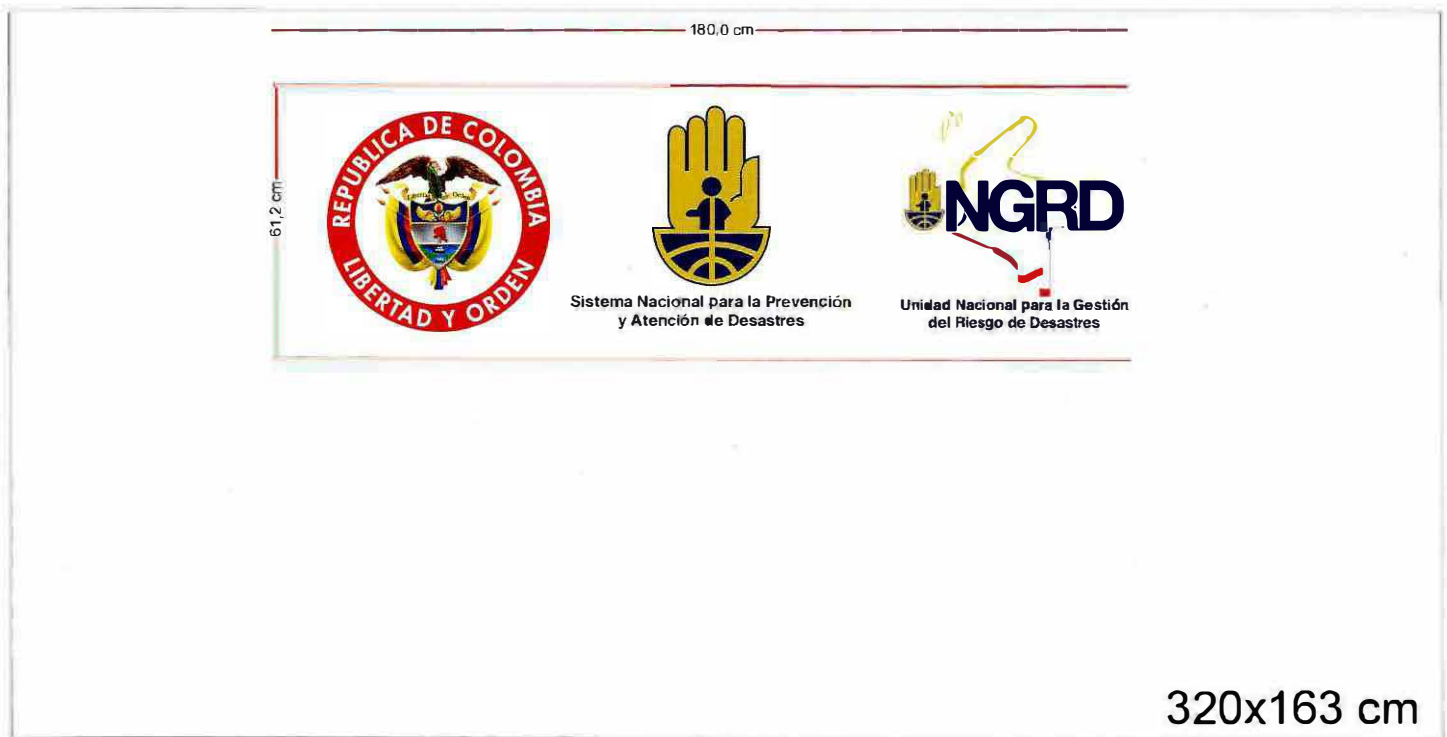 180,0 cm
61,2 cm
REPUBLICA DE COLOMBIA
LIBERTAD Y ORDEN
NGRD
Sistema Nacional para la Prevención
y Atención de Desastres
Unidad Nacional para la Gestión
del Riesgo de Desastres
320x163 cm